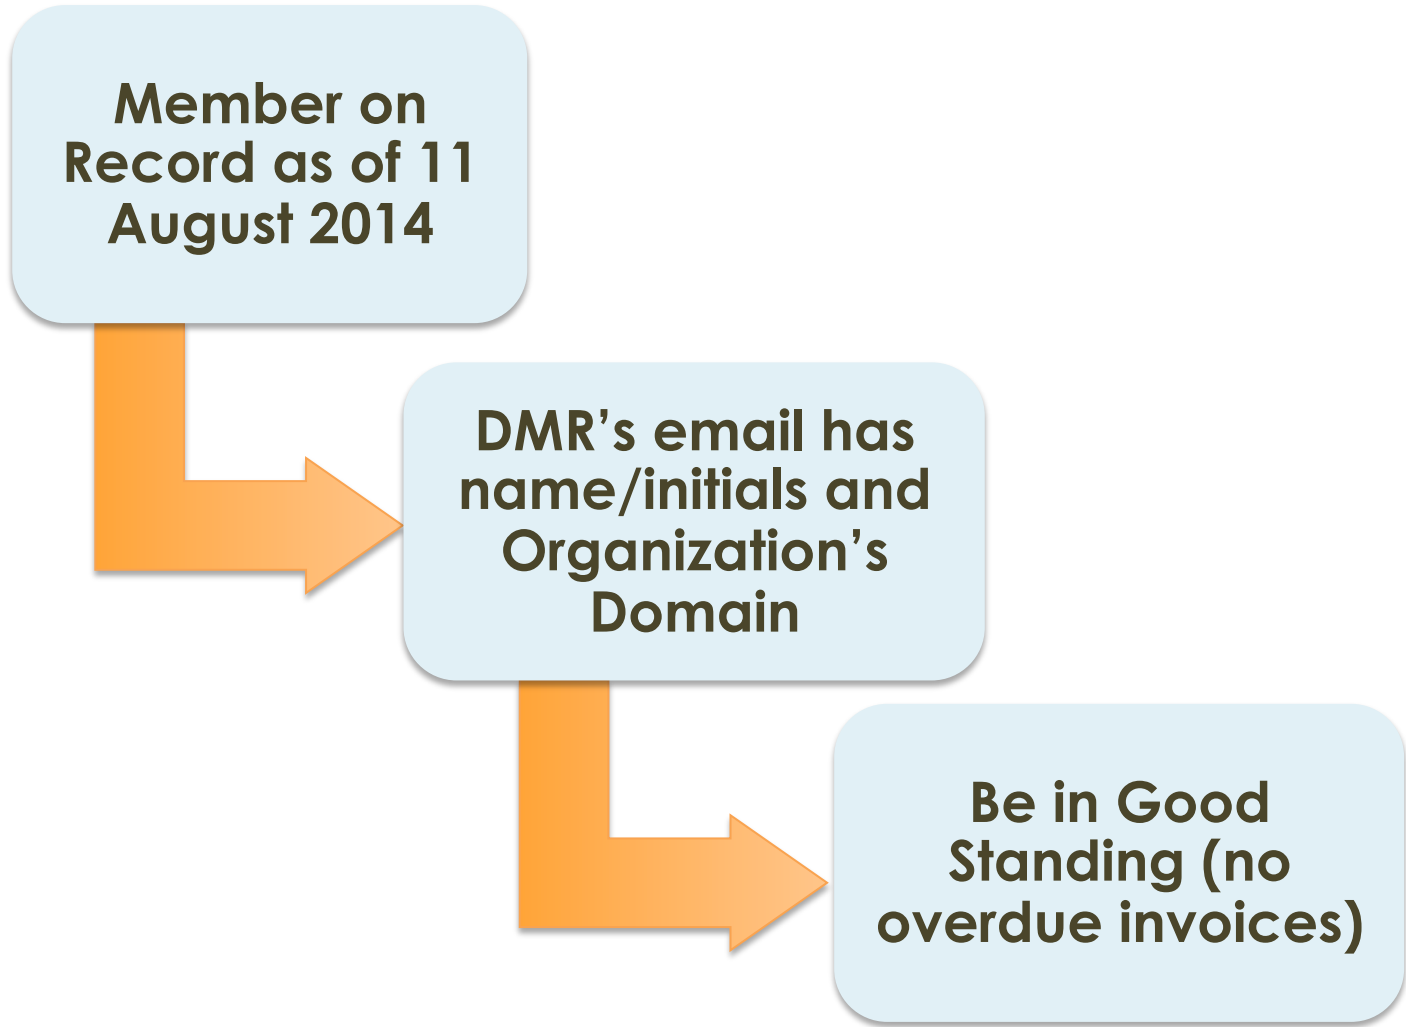 Member on
Record as of 11
August 2014
DMR’s email has
name/initials and
Organization’s
Domain
Be in Good
Standing (no
overdue invoices)